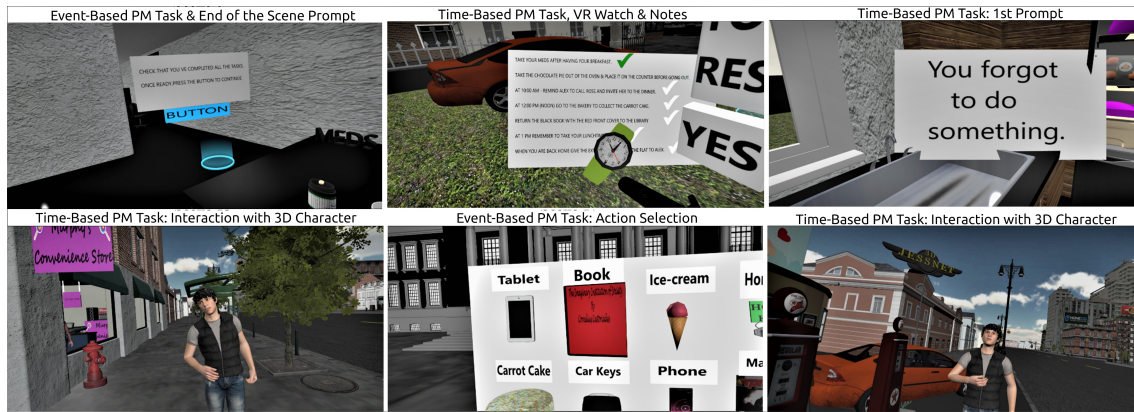 Event-Based PM Task & End of the Scene Prompt
CHECK THAT YOU'VE COMPLETED ALL THE TASKS
ONCE READY,PRESS THE BUTTON TO CONTINUE
BUTTON
MEDS
Time-Based PM Task, VR Watch & Notes
TAKE YOUR MEDS AFTER HAVING YOUR BREAKFAST.
TAKE THE CHOCOLATE PIE OUT OF THE OVEN & PLACE IT ON THE COUNTER BEFORE GOING OUT.
AT 10:00 AM - REMIND ALEX TO CALL ROSS AND INVITE HER TO THE DINNER.
AT 12:00 PM (NOON) GO TO THE BAKERY TO COLLECT THE CARROT CAKE.
RETURN THE BLACK BOOK WITH THE RED FRONT COVER TO THE LIBRARY
AT 1 PM REMEMBER TO TAKE YOUR
WHEN YOU ARE BACK HOME GIVE THE
THE FLAT TO ALEX.
RES
YES
Time-Based PM Task: 1st Prompt
You forgot
to do
something.
Time-Based PM Task: Interaction with 3D Character
Murphy's
Convenience Store
Event-Based PM Task: Action Selection
Tablet
Book
Ice-cream
Carrot Cake
Car Keys
Phone
Time-Based PM Task: Interaction with 3D Character
JESSNET